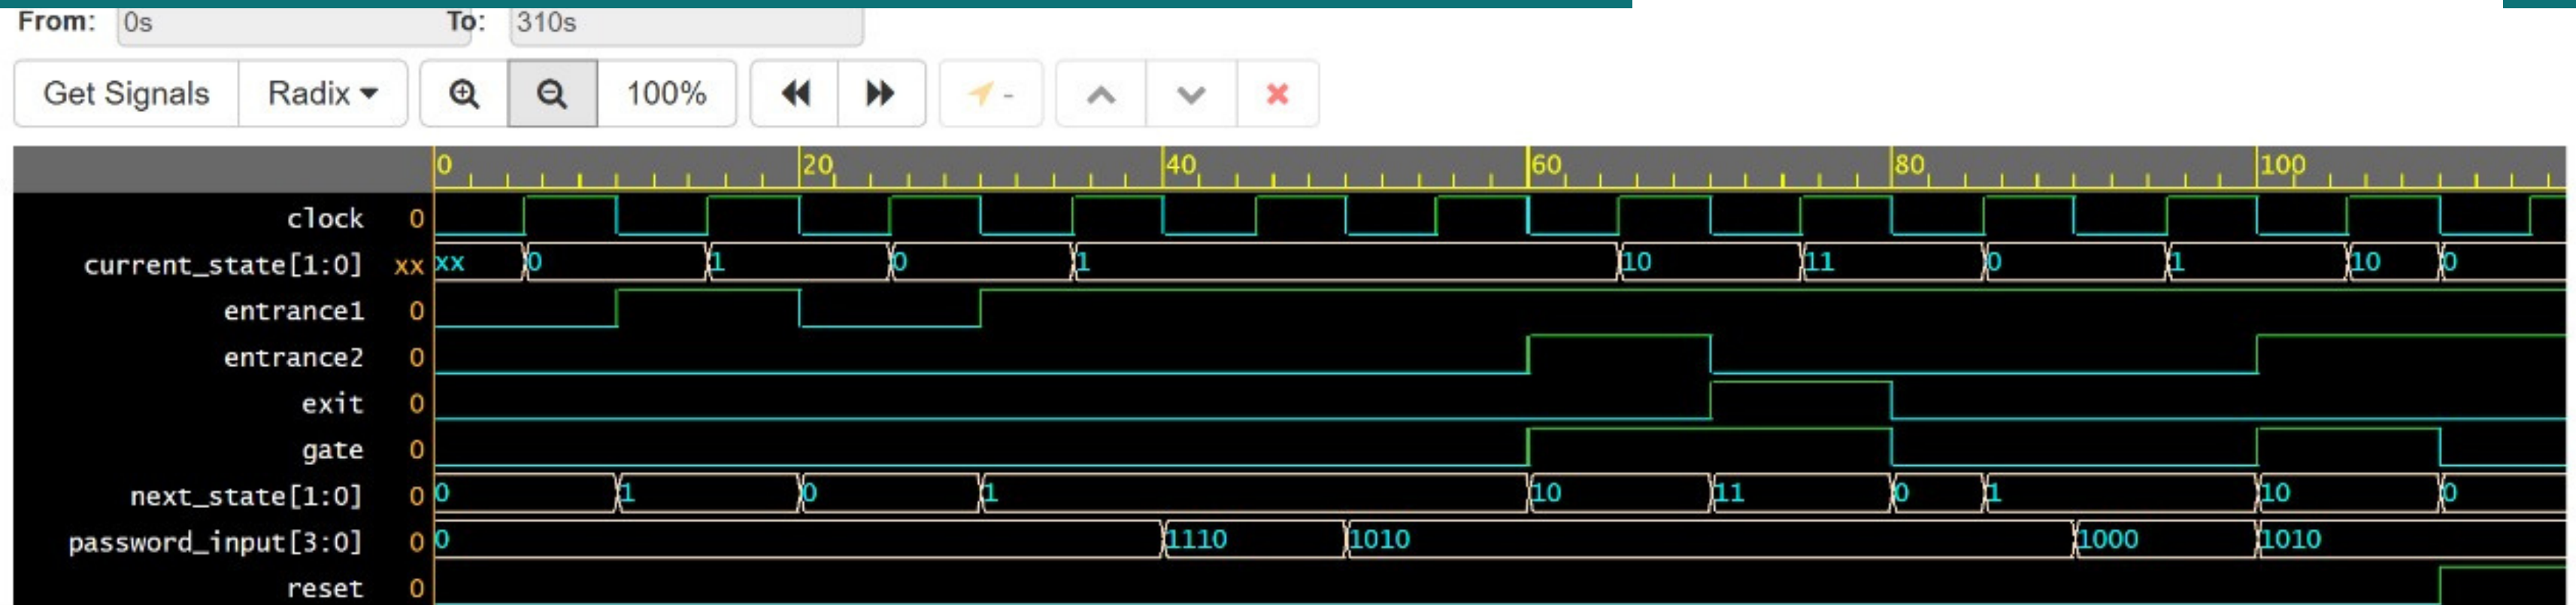 From: 0s To: 310s
Get Signals Radix 100% -
0 20 40 60 80 100
clock 0
current_state[1:0] xx xx 0 1 0 1 10 11 0 1 10 0
entrance1 0
entrance2 0
exit 0
gate 0
next_state[1:0] 0 0 1 0 1 10 11 0 1 10 0
password_input[3:0] 0 0 1110 1010 1000 1010
reset 0